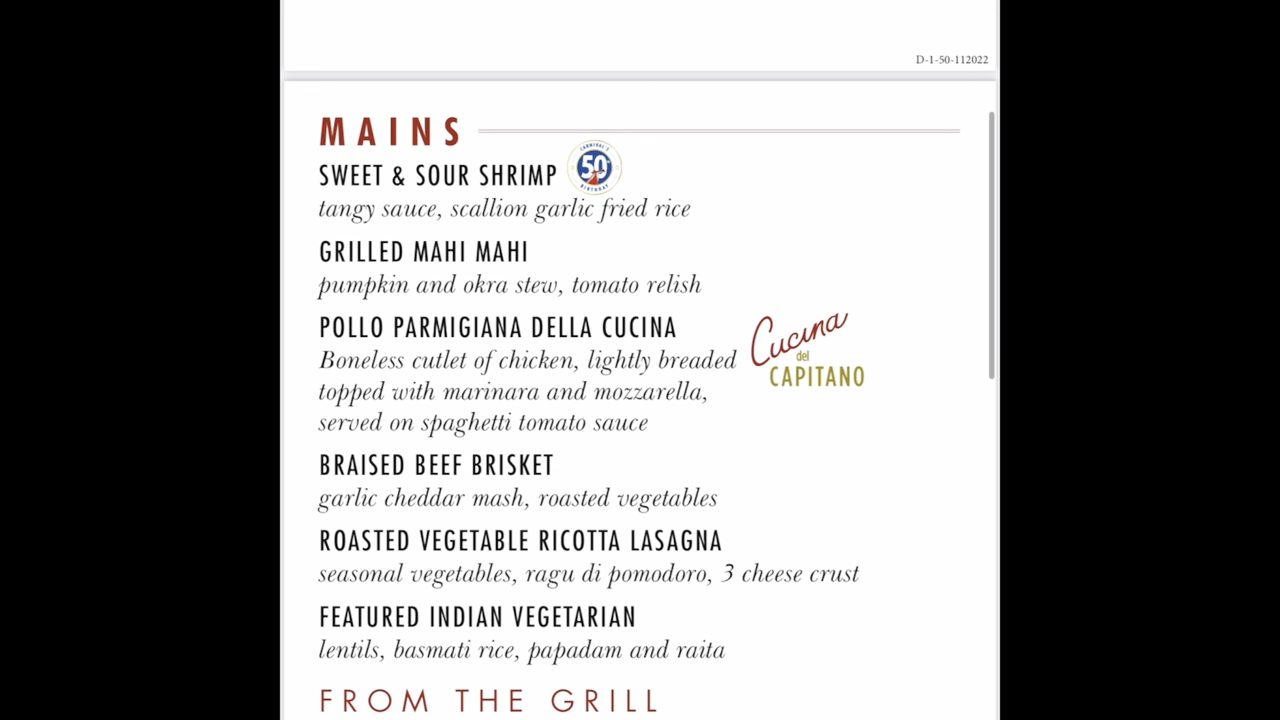 D-1-50-112022
MAINS
SWEET & SOUR SHRIMP
CARNIVAL'S
50
BIRTHDAY
tangy sauce, scallion garlic fried rice
GRILLED MAHI MAHI
pumpkin and okra stew, tomato relish
POLLO PARMIGIANA DELLA CUCINA
Boneless cutlet of chicken, lightly breaded
topped with marinara and mozzarella,
served on spaghetti tomato sauce
Cucina
del
CAPITANO
BRAISED BEEF BRISKET
garlic cheddar mash, roasted vegetables
ROASTED VEGETABLE RICOTTA LASAGNA
seasonal vegetables, ragu di pomodoro, 3 cheese crust
FEATURED INDIAN VEGETARIAN
lentils, basmati rice, papadam and raita
FROM THE GRILL